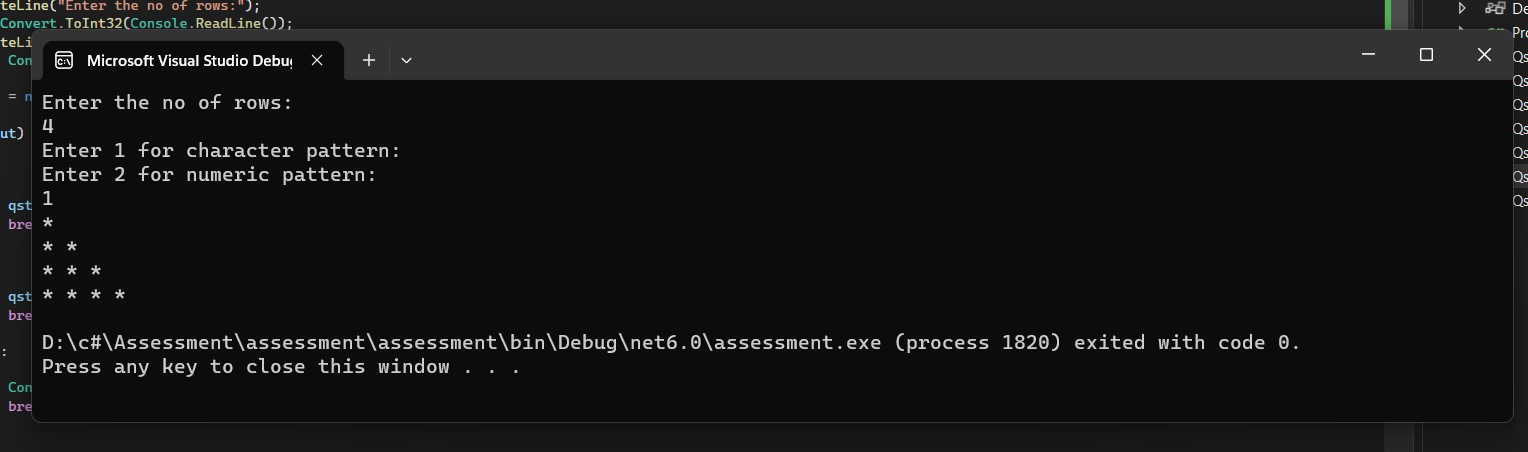 teLine("Enter the no of rows:");
Convert.ToInt32(Console.ReadLine());
teLi
Con
= n
ut)
qst
bre
qst
bre
:
Con
bre
Microsoft Visual Studio Debu
Enter the no of rows:
4
Enter 1 for character pattern:
Enter 2 for numeric pattern:
1
*
* *
* * *
* * * *
D:\c#\Assessment\assessment\assessment\bin\Debug\net6.0\assessment.exe (process 1820) exited with code 0.
Press any key to close this window . . .
De
Pro
Qs
Qs
Qs
Qs
Qs
Qs
Qs